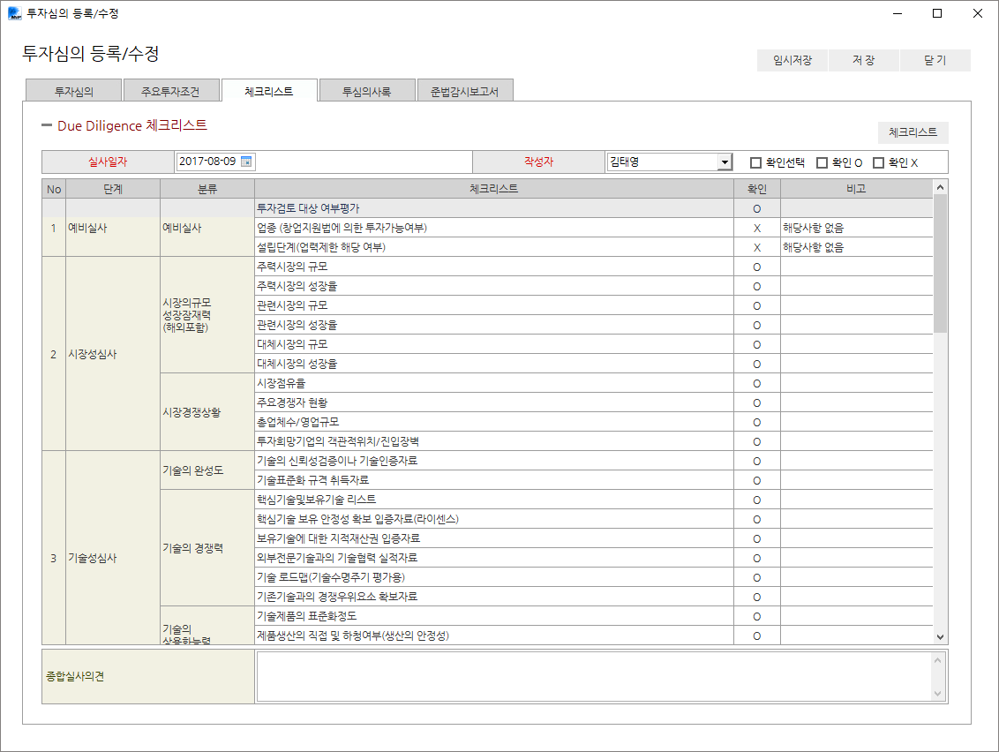 투자심의 등록/수정
투자심의 등록/수정
임시저장 저 장 닫 기
투자심의 주요투자조건 체크리스트 투심의사록 준법감시보고서
Due Diligence 체크리스트
체크리스트
실사일자 2017-08-09 작성자 김태영 확인선택 확인 O 확인 X
No 단계 분류 체크리스트 확인 비고
투자검토 대상 여부평가 O
1 예비실사 예비실사 업종 (창업지원법에 의한 투자가능여부) X 해당사항 없음
설립단계(업력제한 해당 여부) X 해당사항 없음
주력시장의 규모 O
주력시장의 성장율 O
시장의규모
성장잠재력
(해외포함)
관련시장의 규모 O
관련시장의 성장율 O
대체시장의 규모 O
2 시장성심사
대체시장의 성장율 O
시장점유율 O
주요경쟁자 현황 O
시장경쟁상황
총업체수/영업규모 O
투자희망기업의 객관적위치/진입장벽 O
기술의 완성도
기술의 신뢰성검증이나 기술인증자료 O
기술표준화 규격 취득자료 O
핵심기술및보유기술 리스트 O
핵심기술 보유 안정성 확보 입증자료(라이센스) O
보유기술에 대한 지적재산권 입증자료 O
기술의 경쟁력
3 기술성심사 외부전문기술과의 기술협력 실적자료 O
기술 로드맵(기술수명주기 평가용) O
기존기술과의 경쟁우위요소 확보자료 O
기술제품의 표준화정도 O
기술의
상용화능력
제품생산의 직접 및 하청여부(생산의 안정성) O
종합실사의견